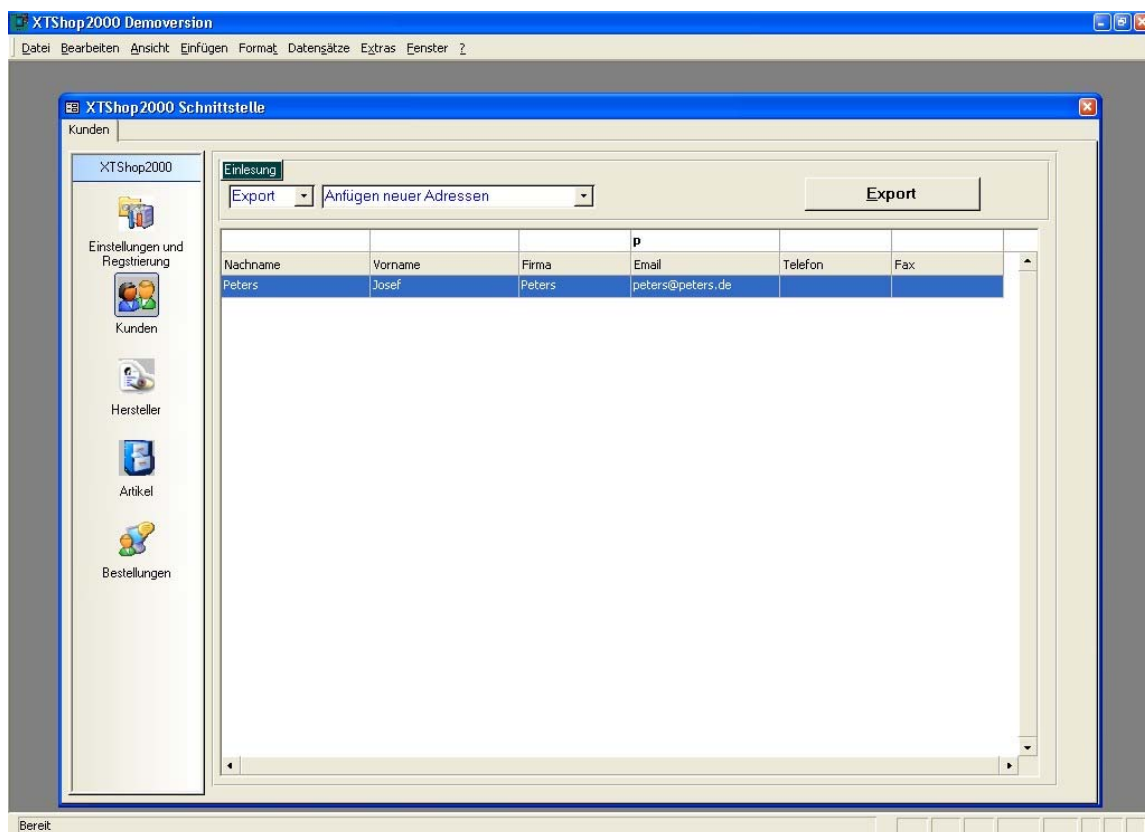 XTShop2000 Demoversion
Datei Bearbeiten Ansicht Einfügen Format Datensätze Extras Fenster ?
XTShop2000 Schnittstelle
Kunden
XTShop2000
Einstellungen und
Regstrierung
Kunden
Hersteller
Artikel
Bestellungen
Einlesung
Export Anfügen neuer Adressen Export
p
Nachname Vorname Firma Email Telefon Fax
Peters Josef Peters peters@peters.de
Bereit